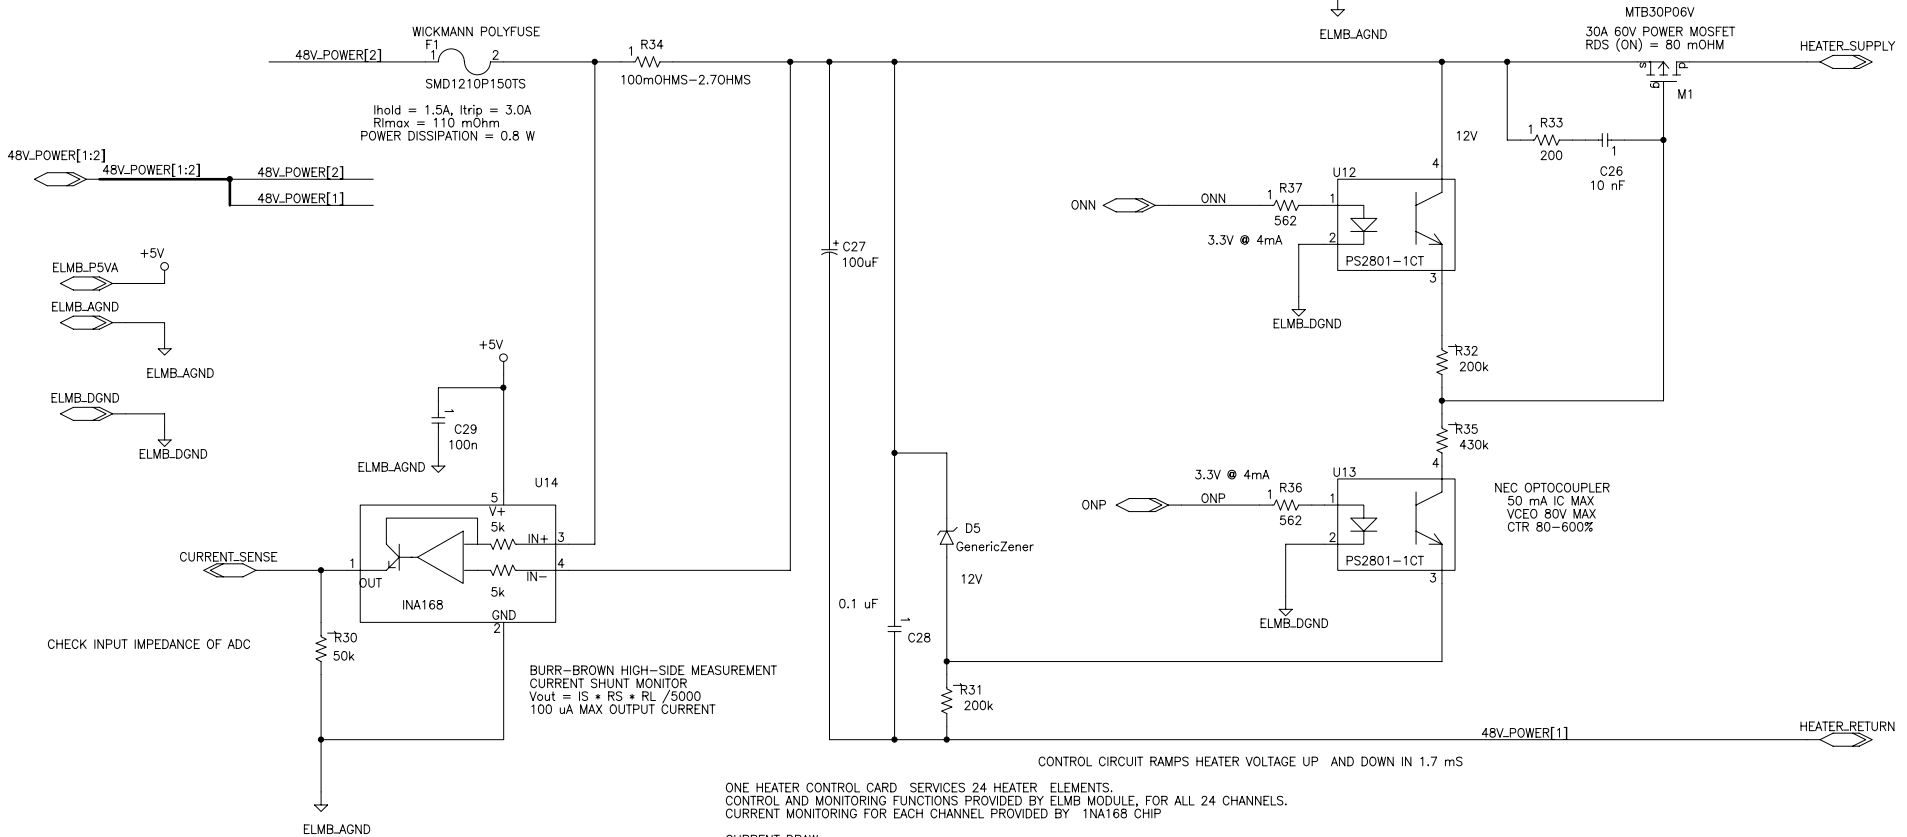 ELMB_AGND
MTB30P06V
30A 60V POWER MOSFET
RDS (ON) = 80 mOHM
HEATER_SUPPLY
s
d
g
M1
WICKMANN POLYFUSE
F1
48V_POWER[2]
1
2
SMD1210P150TS
Ihold = 1.5A, Itrip = 3.0A
RImax = 110 mOhm
POWER DISSIPATION = 0.8 W
1
R34
100mOHMS-2.7OHMS
48V_POWER[1:2]
48V_POWER[1:2]
48V_POWER[2]
48V_POWER[1]
12V
1
R33
200
1
C26
10 nF
4
U12
ONN
ONN
1
R37
562
3.3V @ 4mA
1
2
PS2801-1CT
3
ELMB_DGND
+
C27
100uF
+5V
ELMB_P5VA
ELMB_AGND
ELMB_AGND
ELMB_DGND
ELMB_DGND
+5V
1
C29
100n
ELMB_AGND
1
R32
200k
1
R35
430k
4
U13
3.3V @ 4mA
ONP
ONP
1
R36
562
1
2
PS2801-1CT
3
ELMB_DGND
NEC OPTOCOUPLER
50 mA IC MAX
VCEO 80V MAX
CTR 80-600%
U14
5
V+
5k
IN+
3
4
IN-
5k
1
OUT
INA168
GND
2
CURRENT_SENSE
1
R30
50k
CHECK INPUT IMPEDANCE OF ADC
ELMB_AGND
BURR-BROWN HIGH-SIDE MEASUREMENT
CURRENT SHUNT MONITOR
Vout = IS * RS * RL /5000
100 uA MAX OUTPUT CURRENT
D5
GenericZener
12V
0.1 uF
1
C28
1
R31
200k
48V_POWER[1]
HEATER_RETURN
CONTROL CIRCUIT RAMPS HEATER VOLTAGE UP AND DOWN IN 1.7 mS
ONE HEATER CONTROL CARD SERVICES 24 HEATER ELEMENTS.
CONTROL AND MONITORING FUNCTIONS PROVIDED BY ELMB MODULE, FOR ALL 24 CHANNELS.
CURRENT MONITORING FOR EACH CHANNEL PROVIDED BY 1NA168 CHIP
CURRENT DRAW